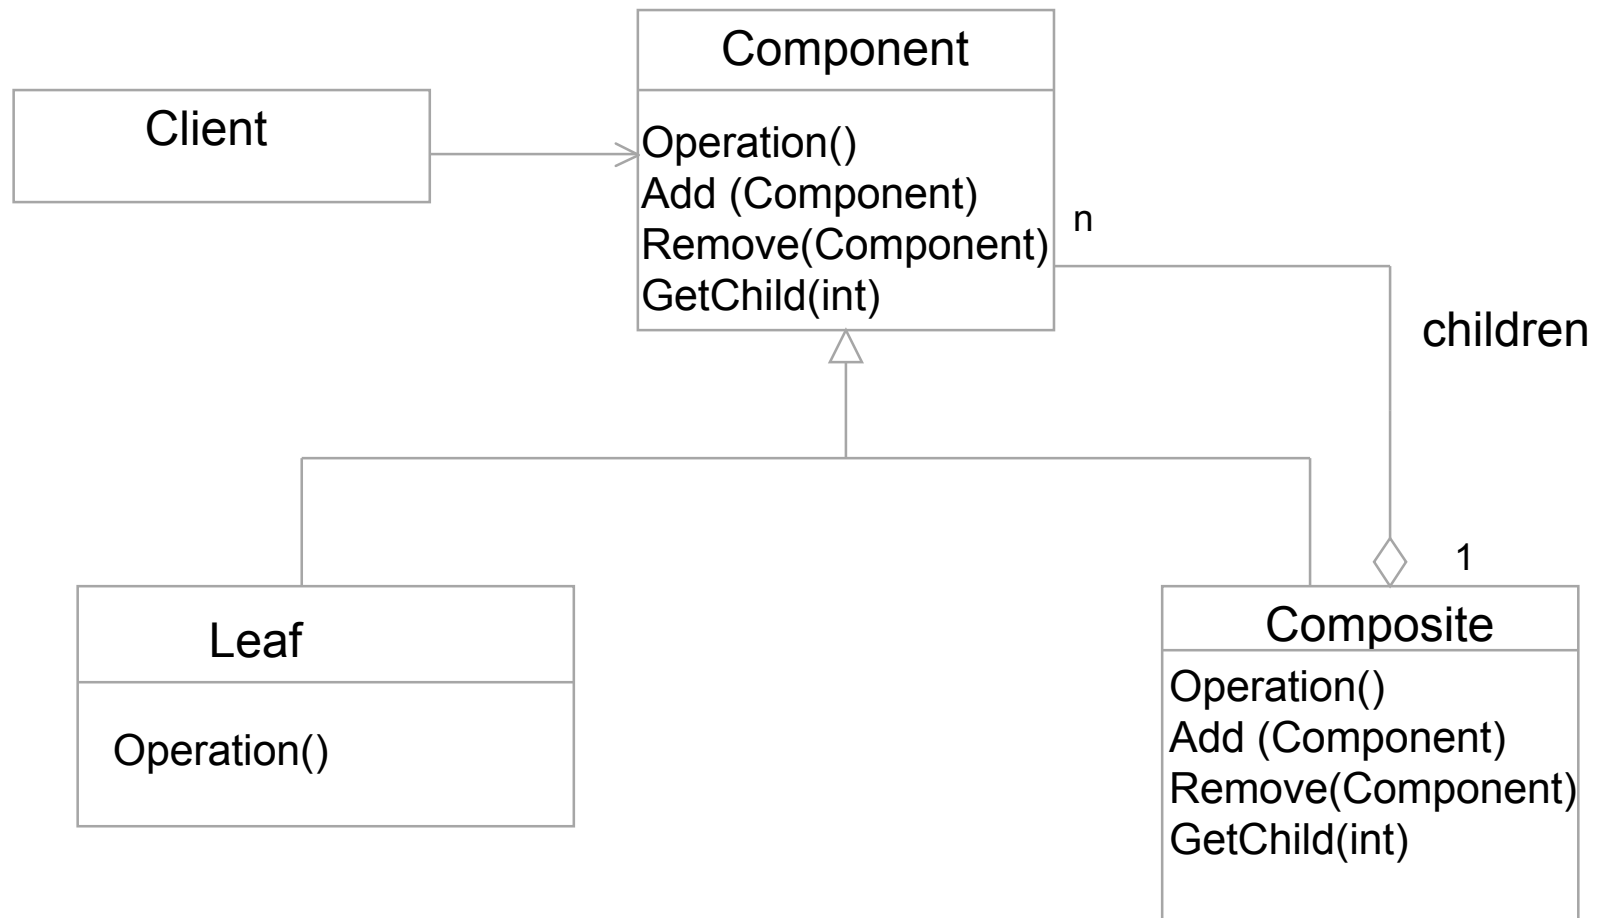 Component
Client
Operation()
Add (Component)
Remove(Component)
GetChild(int)
n
children
1
Leaf
Operation()
Composite
Operation()
Add (Component)
Remove(Component)
GetChild(int)